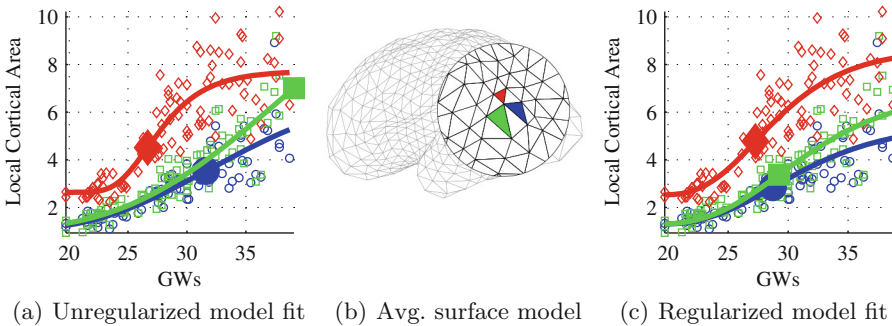 10
8
6
4
2
Local Cortical Area
20 25 30 35
GWs
10
8
6
4
2
Local Cortical Area
20 25 30 35
GWs
(a) Unregularized model fit
(b) Avg. surface model
(c) Regularized model fit